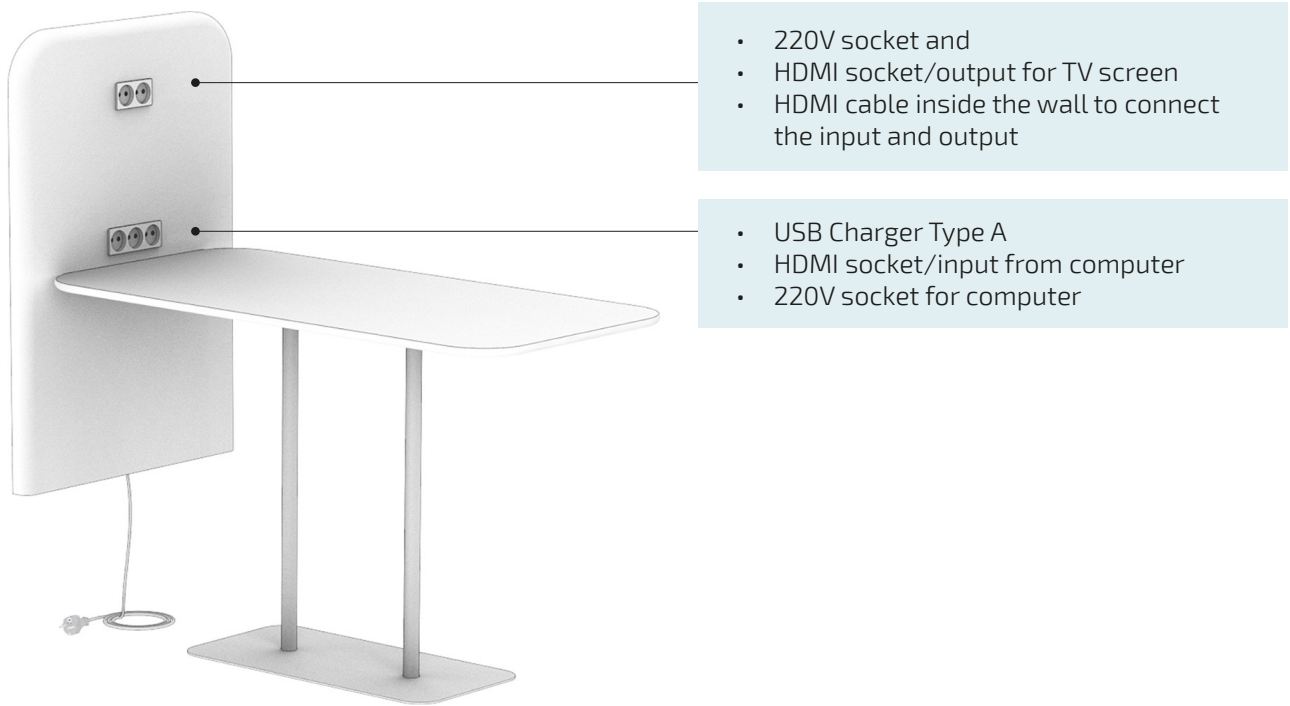 • 220V socket and
• HDMI socket/output for TV screen
• HDMI cable inside the wall to connect
the input and output
• USB Charger Type A
• HDMI socket/input from computer
• 220V socket for computer